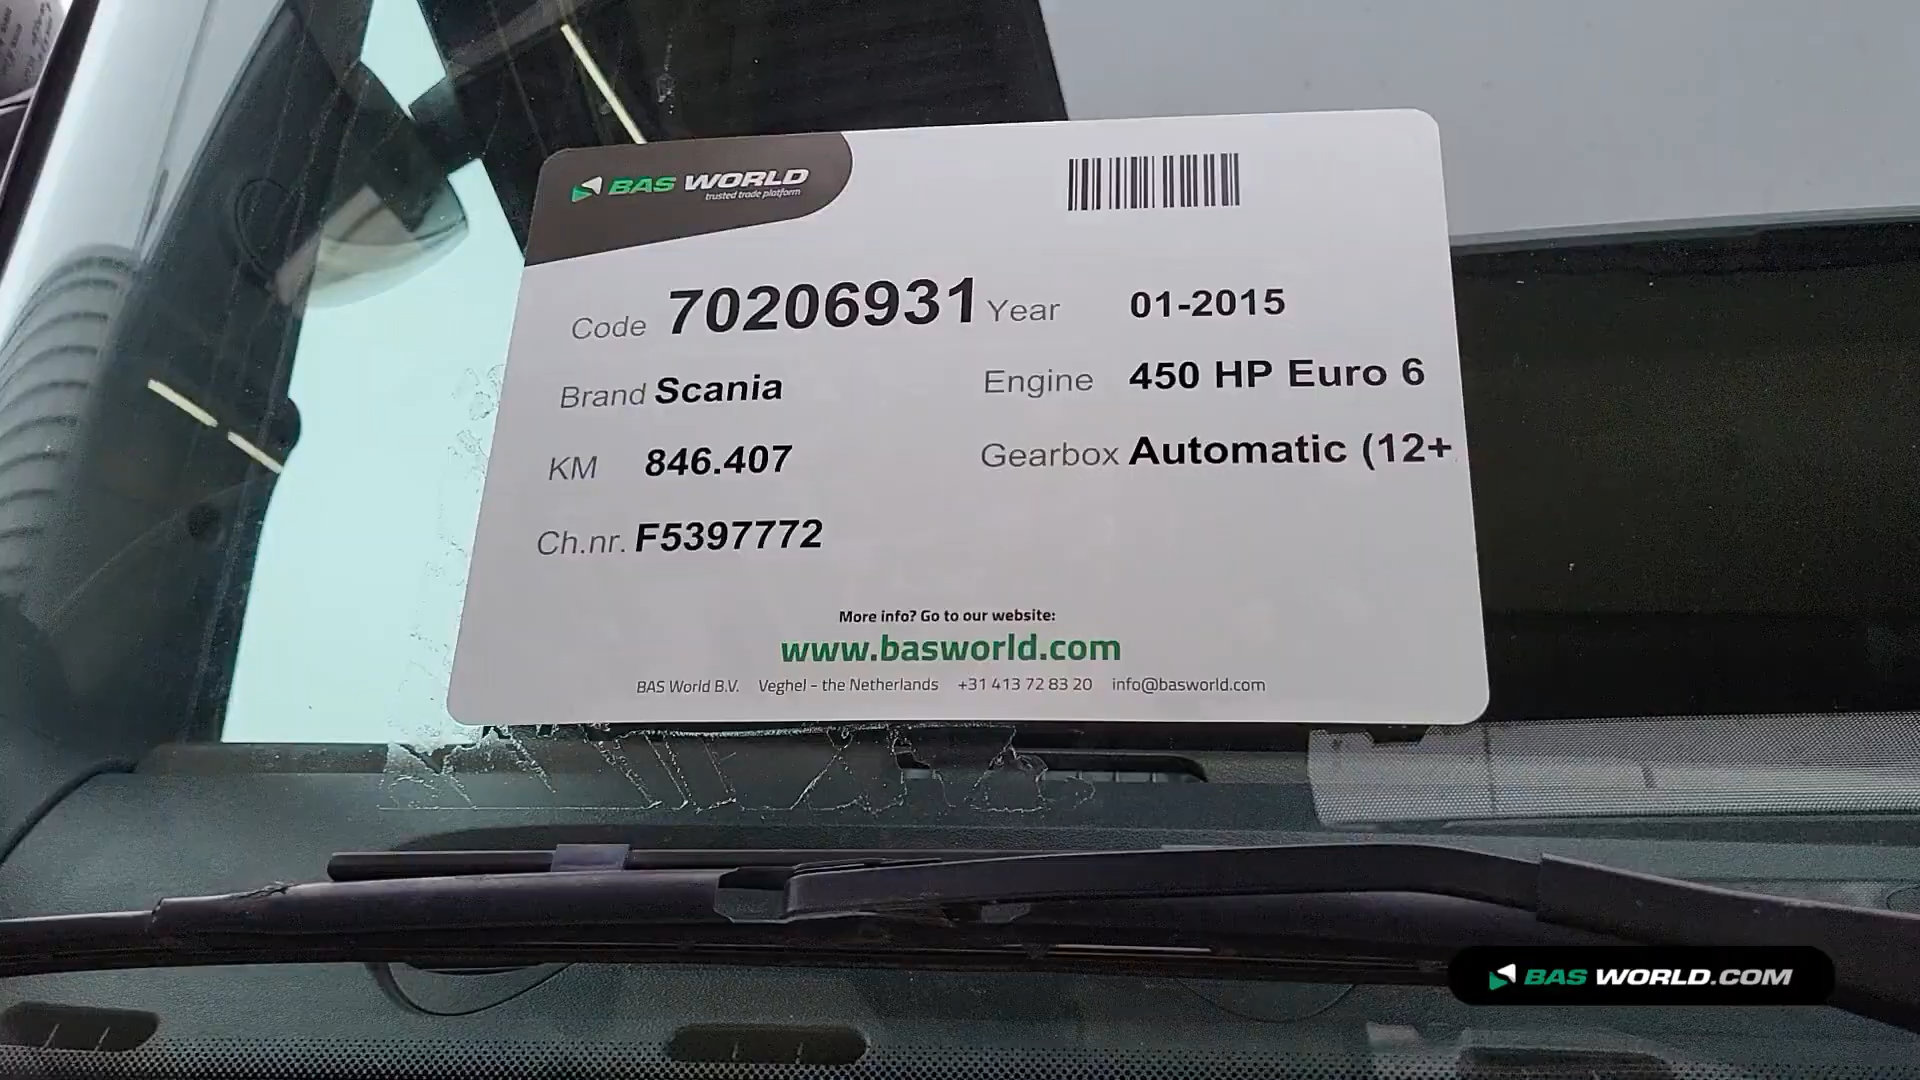 BAS WORLD
trusted trade platform
Code 70206931 Year 01-2015
Brand Scania Engine 450 HP Euro 6
KM 846.407 Gearbox Automatic (12+
Ch.nr. F5397772
More info? Go to our website:
www.basworld.com
BAS World B.V. Veghel - the Netherlands +31 413 72 83 20 info@basworld.com
BAS WORLD.COM